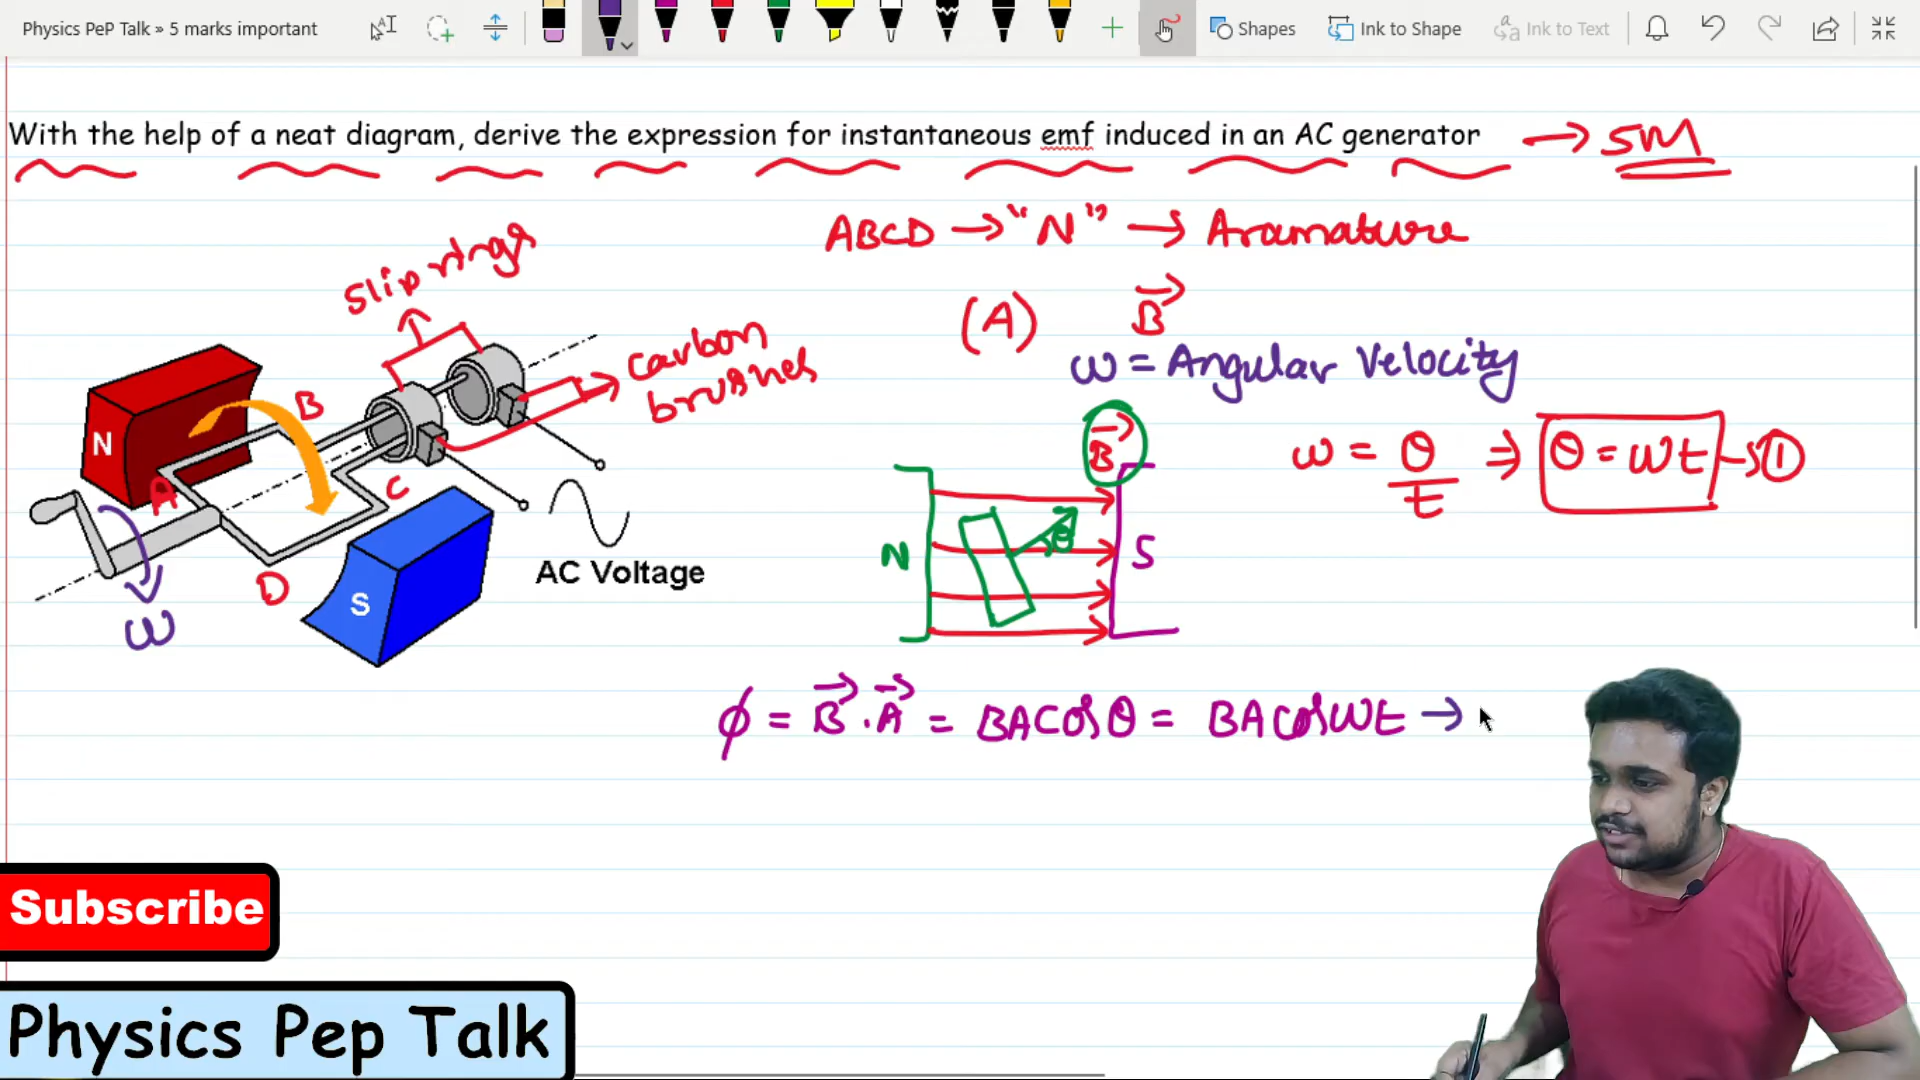 Physics PeP Talk » 5 marks important
Shapes
Ink to Shape
Ink to Text
With the help of a neat diagram, derive the expression for instantaneous emf induced in an AC generator → 5M
ABCD → "N" → Aramature
slip rings
(A) B⃗
carbon
brushes
ω = Angular Velocity
B
N
A
C
D
S
ω
AC Voltage
B⃗
N
θ
S
ω = θ/t ⇒ θ = ωt → ①
ϕ = B⃗ . A⃗ = BACosθ = BACosωt →
Subscribe
Physics Pep Talk